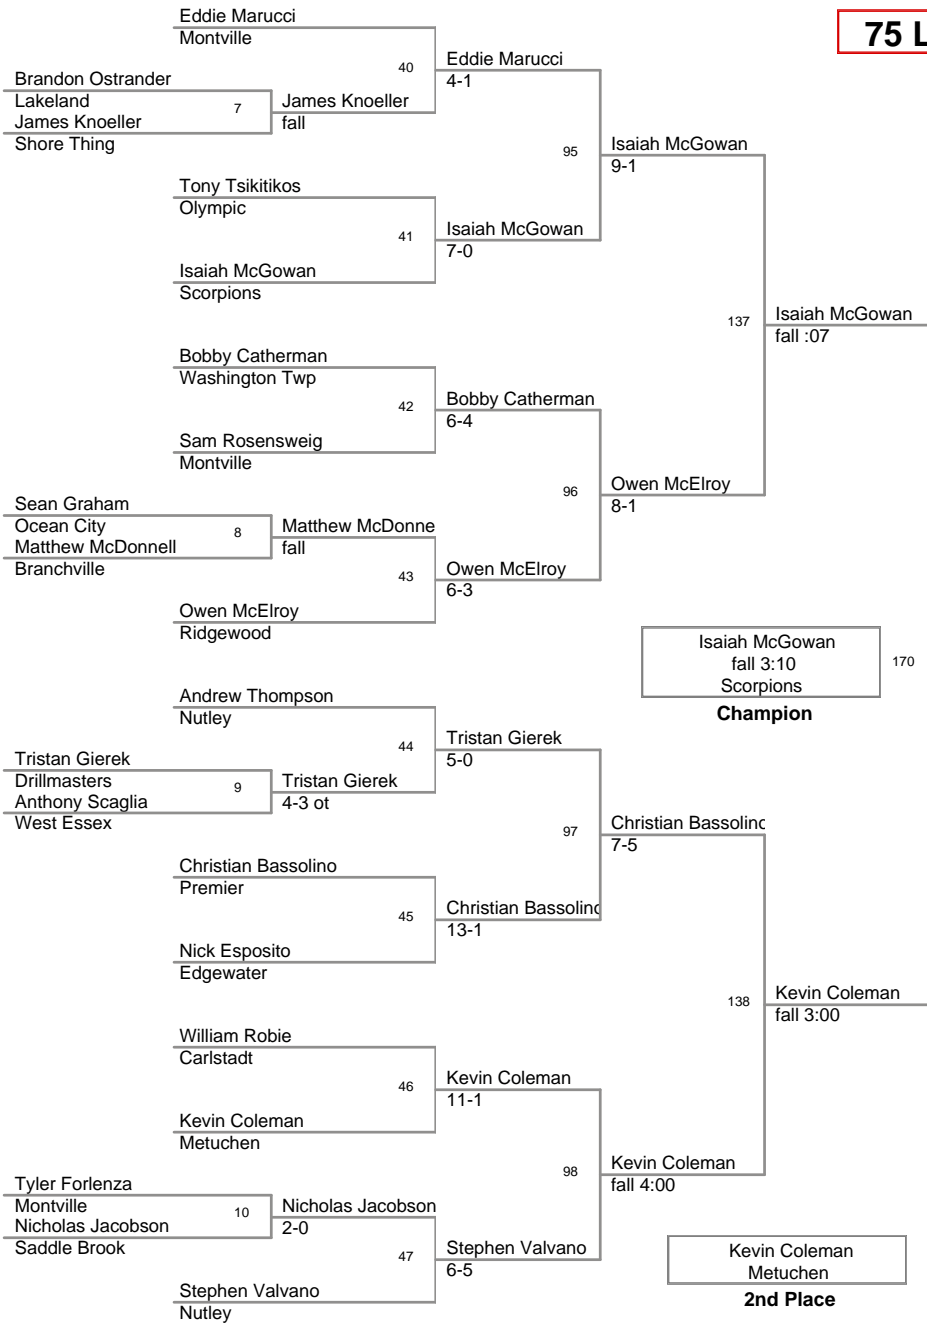 Eddie Marucci
Montville
75 L
40
Eddie Marucci
4-1
Brandon Ostrander
Lakeland
7
James Knoeller
James Knoeller
fall
Shore Thing
95
Isaiah McGowan
9-1
Tony Tsikitikos
Olympic
41
Isaiah McGowan
7-0
Isaiah McGowan
Scorpions
137
Isaiah McGowan
fall :07
Bobby Catherman
Washington Twp
42
Bobby Catherman
6-4
Sam Rosensweig
Montville
96
Owen McElroy
8-1
Sean Graham
Ocean City
8
Matthew McDonne
fall
Matthew McDonnell
Branchville
43
Owen McElroy
6-3
Owen McElroy
Ridgewood
Isaiah McGowan
fall 3:10
Scorpions
170
Champion
Andrew Thompson
Nutley
44
Tristan Gierek
5-0
Tristan Gierek
Drillmasters
9
Tristan Gierek
4-3 ot
Anthony Scaglia
West Essex
97
Christian Bassolino
7-5
Christian Bassolino
Premier
45
Christian Bassolino
13-1
Nick Esposito
Edgewater
138
Kevin Coleman
fall 3:00
William Robie
Carlstadt
46
Kevin Coleman
11-1
Kevin Coleman
Metuchen
98
Kevin Coleman
fall 4:00
Tyler Forlenza
Montville
10
Nicholas Jacobson
2-0
Nicholas Jacobson
Saddle Brook
47
Stephen Valvano
6-5
Stephen Valvano
Nutley
Kevin Coleman
Metuchen
2nd Place